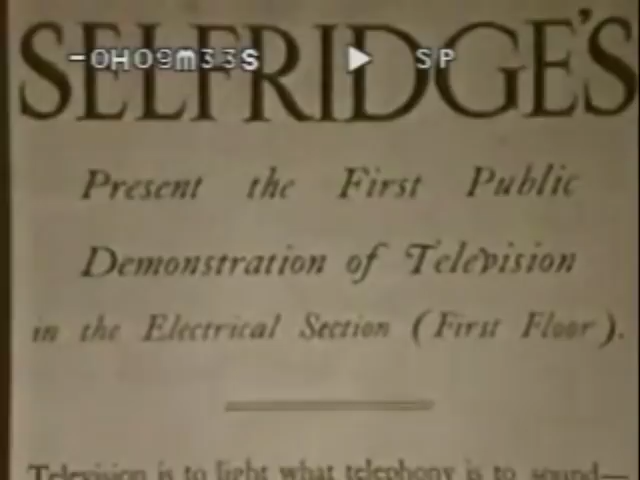 SELFRIDGE'S
-0H09m33S ▶ SP
Present the First Public
Demonstration of Television
in the Electrical Section (First Floor).
Television is to light what telephony is to sound—